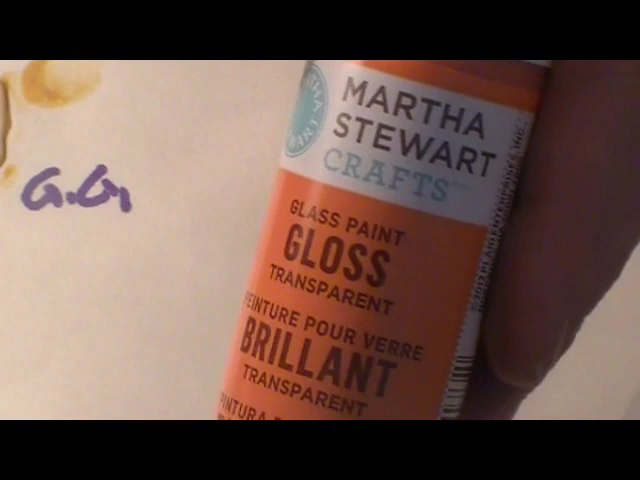 G.G.
MARTHA
STEWART
CRAFTS
GLASS PAINT
GLOSS
TRANSPARENT
PEINTURE POUR VERRE
BRILLANT
TRANSPARENT